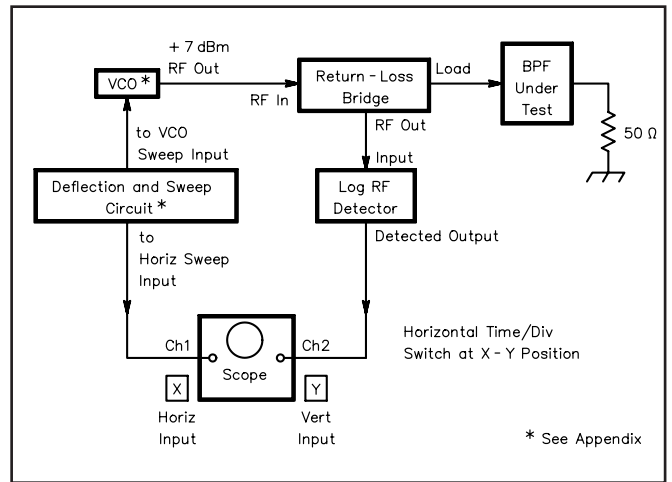 + 7 dBm
RF Out
VCO *
RF In
Return - Loss
Bridge
Load
BPF
Under
Test
50 Ω
RF Out
Input
to VCO
Sweep Input
Deflection and Sweep
Circuit *
Log RF
Detector
to
Horiz Sweep
Input
Detected Output
Ch1
Ch2
Scope
Horizontal Time/Div
Switch at X - Y Position
X
Y
Horiz
Input
Vert
Input
* See Appendix